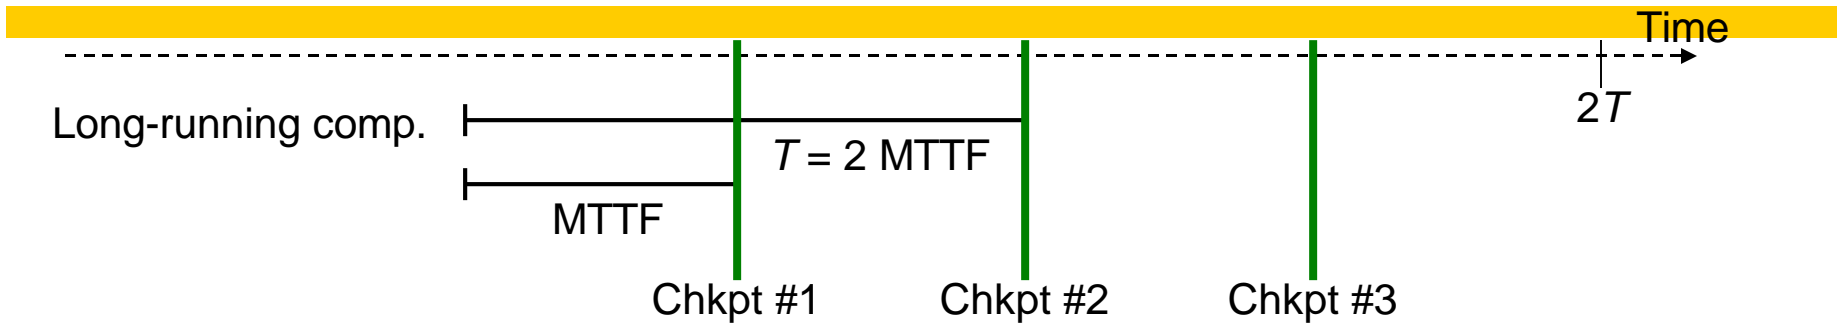 Time
2T
Long-running comp.
T = 2 MTTF
MTTF
Chkpt #1
Chkpt #2
Chkpt #3